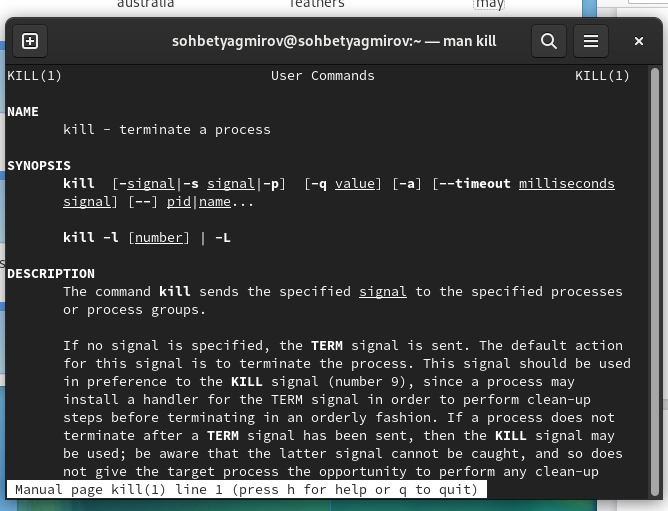 australia feathers may
sohbetyagmirov@sohbetyagmirov:~ — man kill
KILL(1) User Commands KILL(1)
NAME
kill - terminate a process
SYNOPSIS
kill [-signal|-s signal|-p] [-q value] [-a] [--timeout milliseconds
signal] [--] pid|name...
kill -l [number] | -L
DESCRIPTION
The command kill sends the specified signal to the specified processes
or process groups.
If no signal is specified, the TERM signal is sent. The default action
for this signal is to terminate the process. This signal should be used
in preference to the KILL signal (number 9), since a process may
install a handler for the TERM signal in order to perform clean-up
steps before terminating in an orderly fashion. If a process does not
terminate after a TERM signal has been sent, then the KILL signal may
be used; be aware that the latter signal cannot be caught, and so does
not give the target process the opportunity to perform any clean-up
Manual page kill(1) line 1 (press h for help or q to quit)